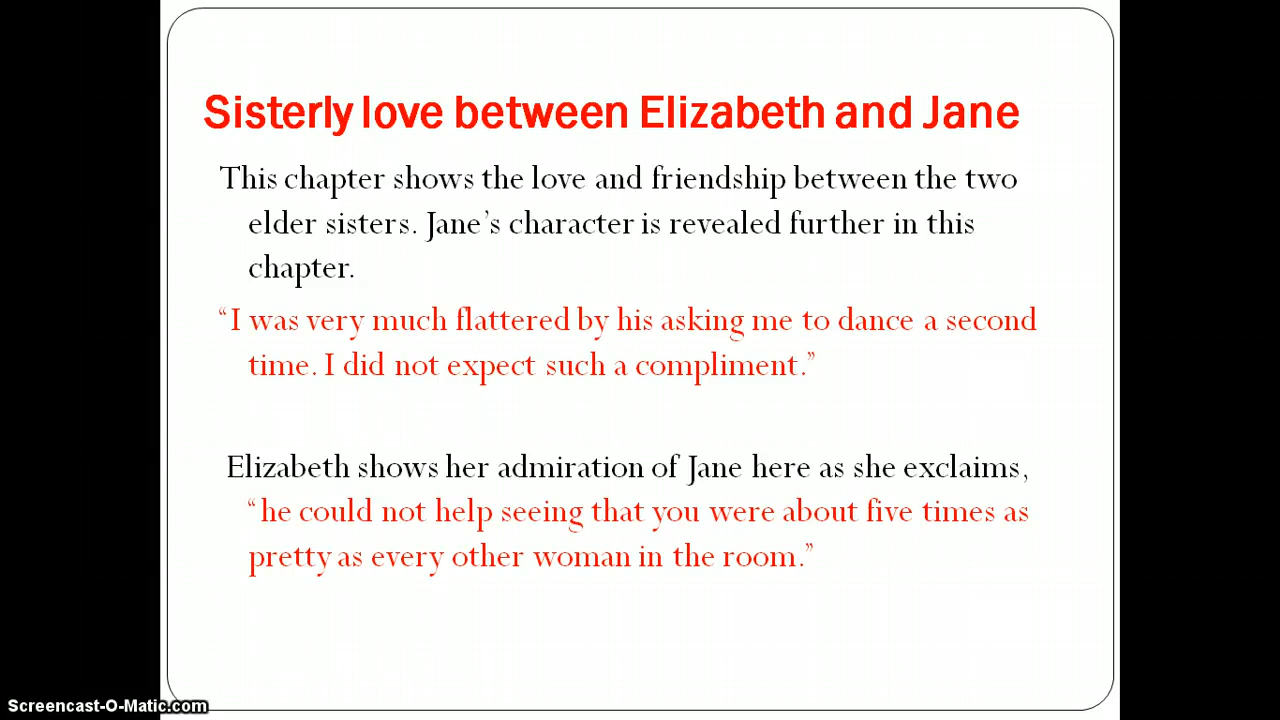 Sisterly love between Elizabeth and Jane
This chapter shows the love and friendship between the two
elder sisters. Jane’s character is revealed further in this
chapter.
“I was very much flattered by his asking me to dance a second
time. I did not expect such a compliment.”
Elizabeth shows her admiration of Jane here as she exclaims,
“he could not help seeing that you were about five times as
pretty as every other woman in the room.”
Screencast-O-Matic.com